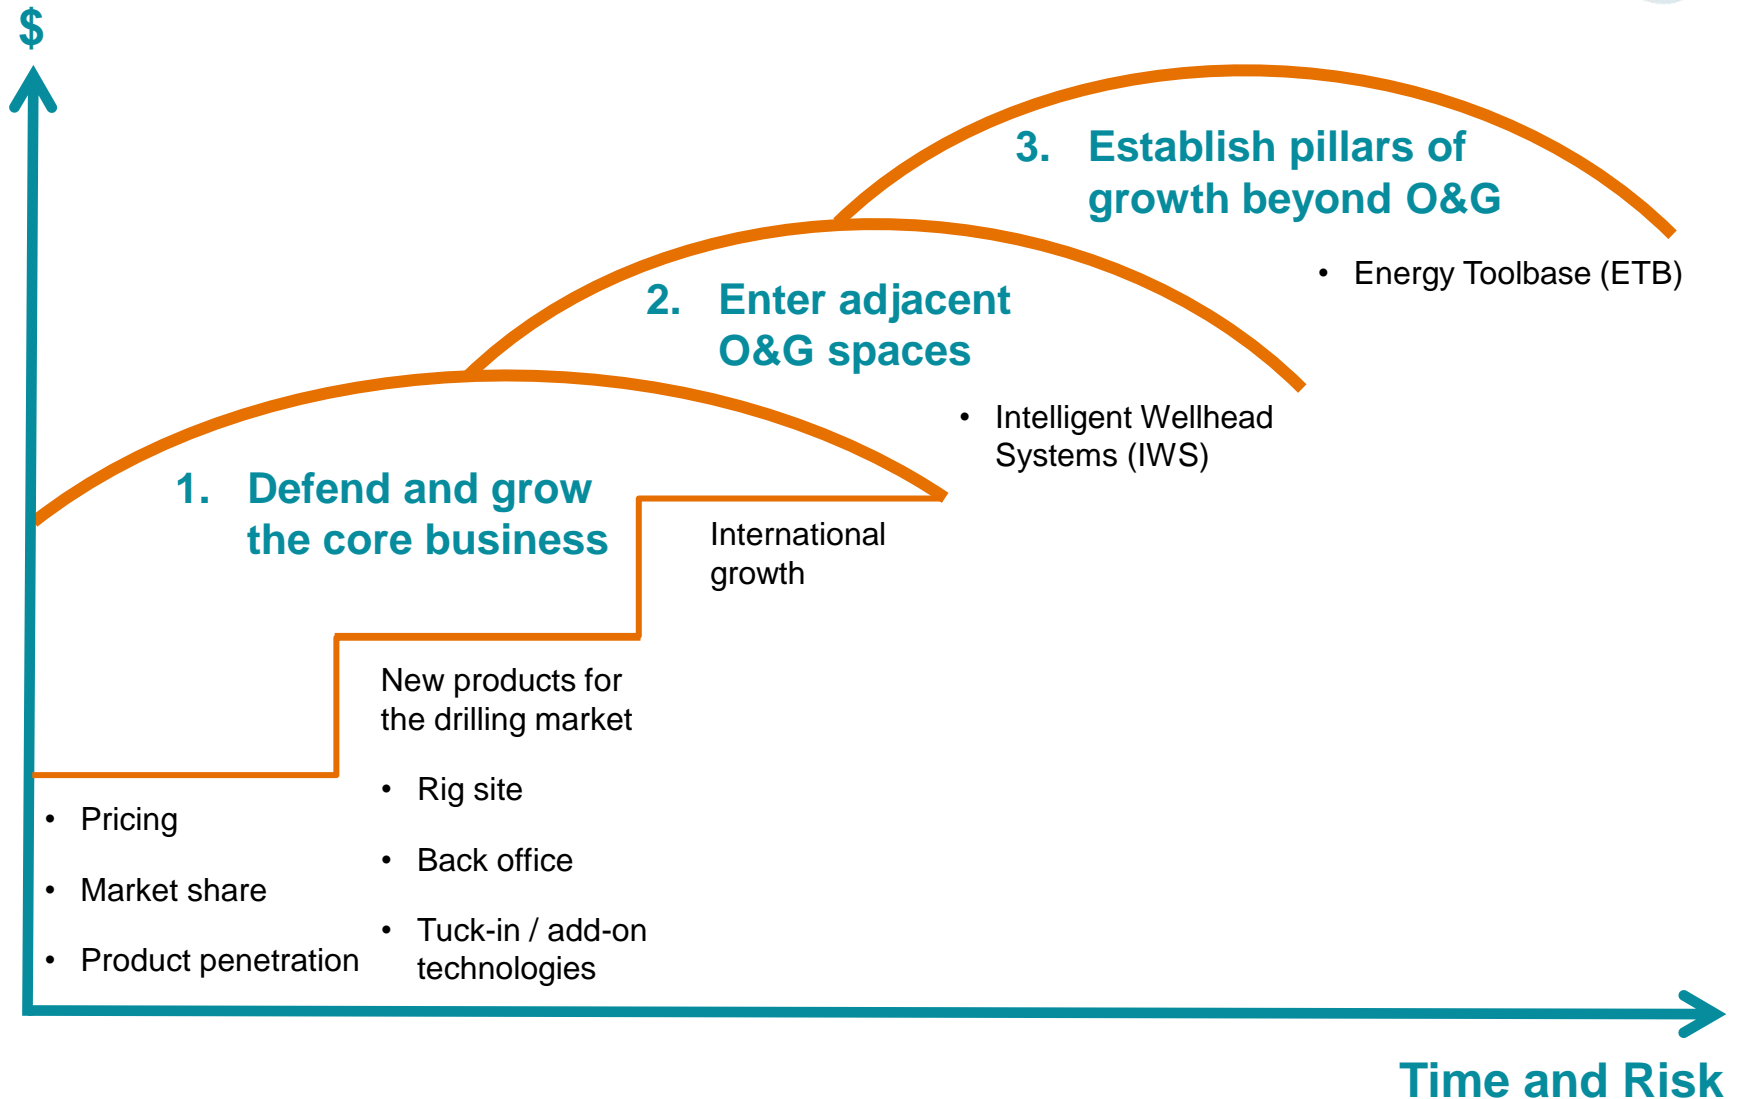 $
3. Establish pillars of
growth beyond O&G
• Energy Toolbase (ETB)
2. Enter adjacent
O&G spaces
• Intelligent Wellhead
Systems (IWS)
1. Defend and grow
the core business
International
growth
New products for
the drilling market
• Rig site
• Back office
• Tuck-in / add-on
technologies
• Pricing
• Market share
• Product penetration
Time and Risk